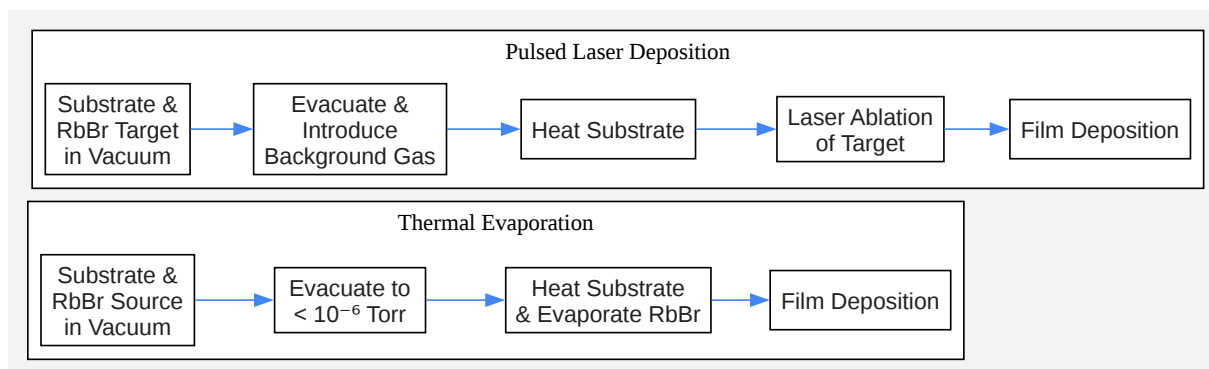 Pulsed Laser Deposition
Substrate &
RbBr Target
in Vacuum
Evacuate &
Introduce
Background Gas
Heat Substrate
Laser Ablation
of Target
Film Deposition
Thermal Evaporation
Substrate &
RbBr Source
in Vacuum
Evacuate to
< 10⁻⁶ Torr
Heat Substrate
& Evaporate RbBr
Film Deposition